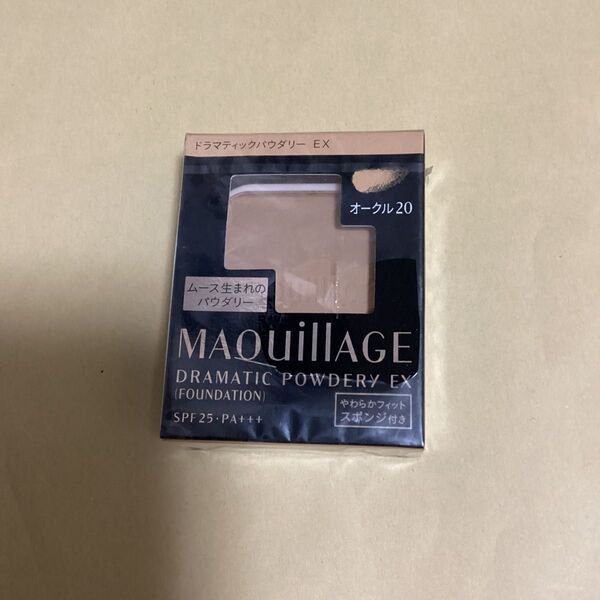 ドラマティックパウダリー EX
オークル20
ムース生まれの
パウダリー
MAQuillAGE
DRAMATIC POWDERY EX
(FOUNDATION)
SPF25・PA+++
やわらかフィット
スポンジ付き